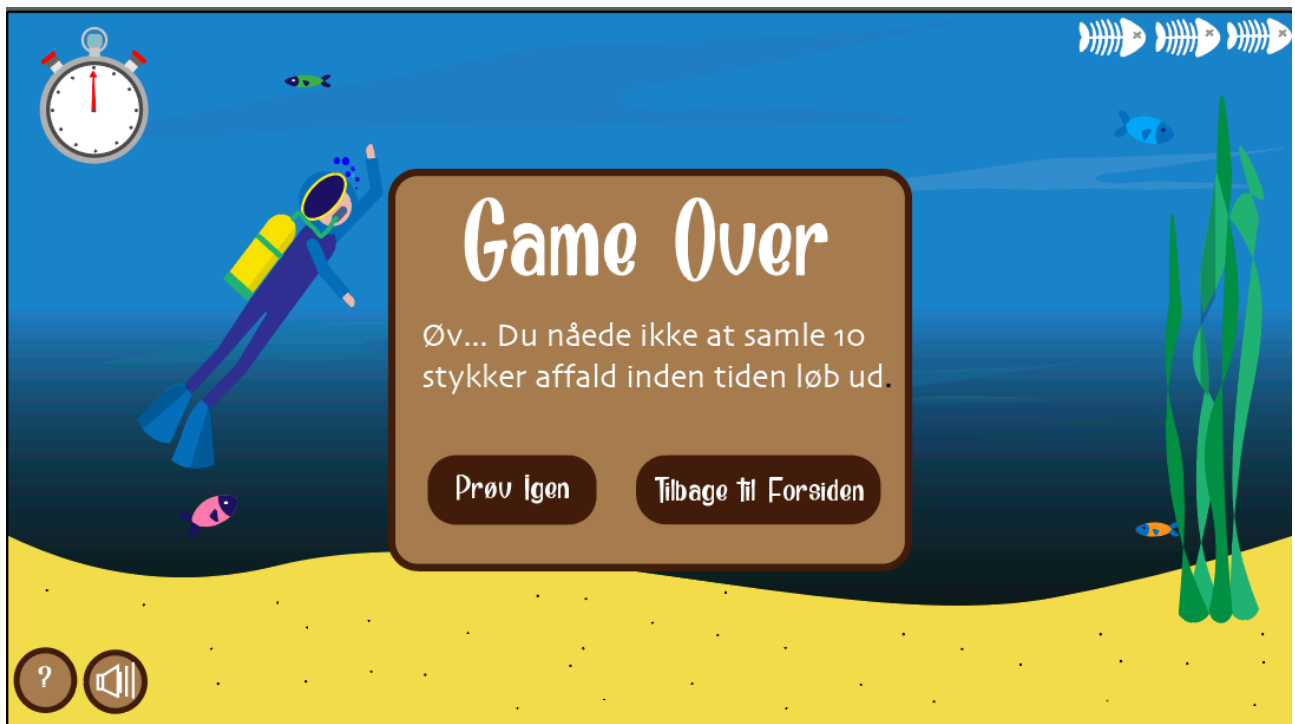 Game Over
Øv... Du nåede ikke at samle 10
stykker affald inden tiden løb ud.
Prøv Igen
Tilbage til Forsiden
?